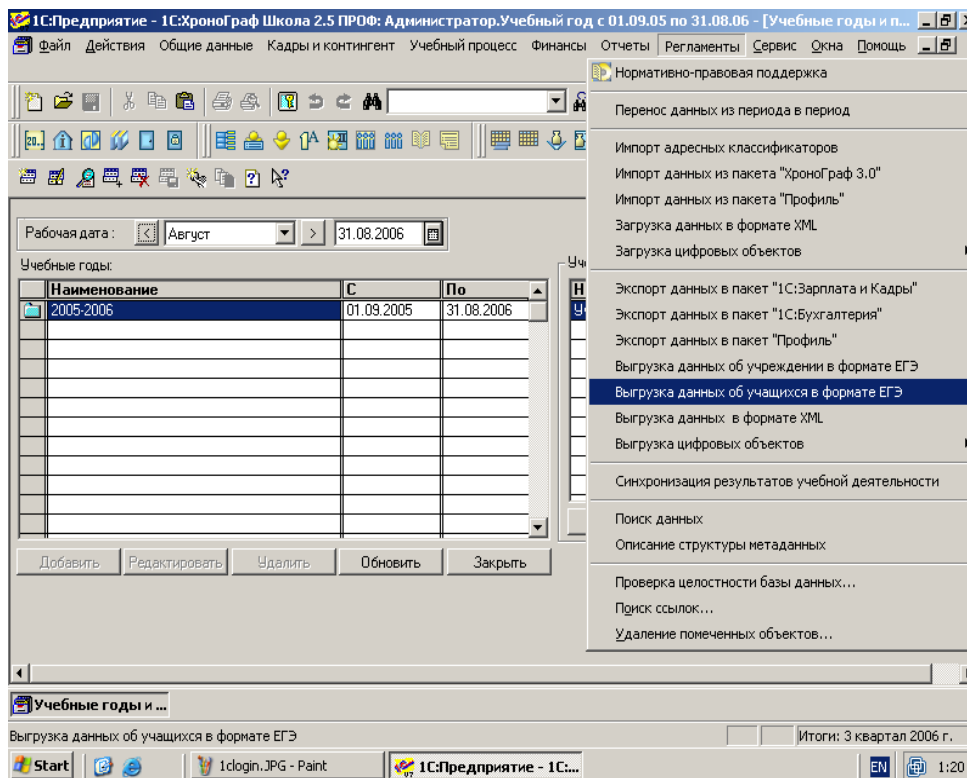 1С:Предприятие - 1С:ХроноГраф Школа 2.5 ПРОФ: Администратор.Учебный год с 01.09.05 по 31.08.06 - [Учебные годы и п...
Файл Действия Общие данные Кадры и контингент Учебный процесс Финансы Отчеты Регламенты Сервис Окна Помощь
Нормативно-правовая поддержка
Перенос данных из периода в период
Импорт адресных классификаторов
Импорт данных из пакета "ХроноГраф 3.0"
Импорт данных из пакета "Профиль"
Загрузка данных в формате XML
Загрузка цифровых объектов
Экспорт данных в пакет "1С:Зарплата и Кадры"
Экспорт данных в пакет "1С:Бухгалтерия"
Экспорт данных в пакет "Профиль"
Выгрузка данных об учреждении в формате ЕГЭ
Выгрузка данных об учащихся в формате ЕГЭ
Выгрузка данных в формате XML
Выгрузка цифровых объектов
Синхронизация результатов учебной деятельности
Поиск данных
Описание структуры метаданных
Проверка целостности базы данных...
Поиск ссылок...
Удаление помеченных объектов...
Рабочая дата : < Август > 31.08.2006
Учебные годы:
Наименование С По
2005-2006 01.09.2005 31.08.2006
Добавить Редактировать Удалить Обновить Закрыть
Учебные годы и ...
Выгрузка данных об учащихся в формате ЕГЭ Итоги: 3 квартал 2006 г.
Start 1clogin.JPG - Paint 1С:Предприятие - 1С:... EN 1:20